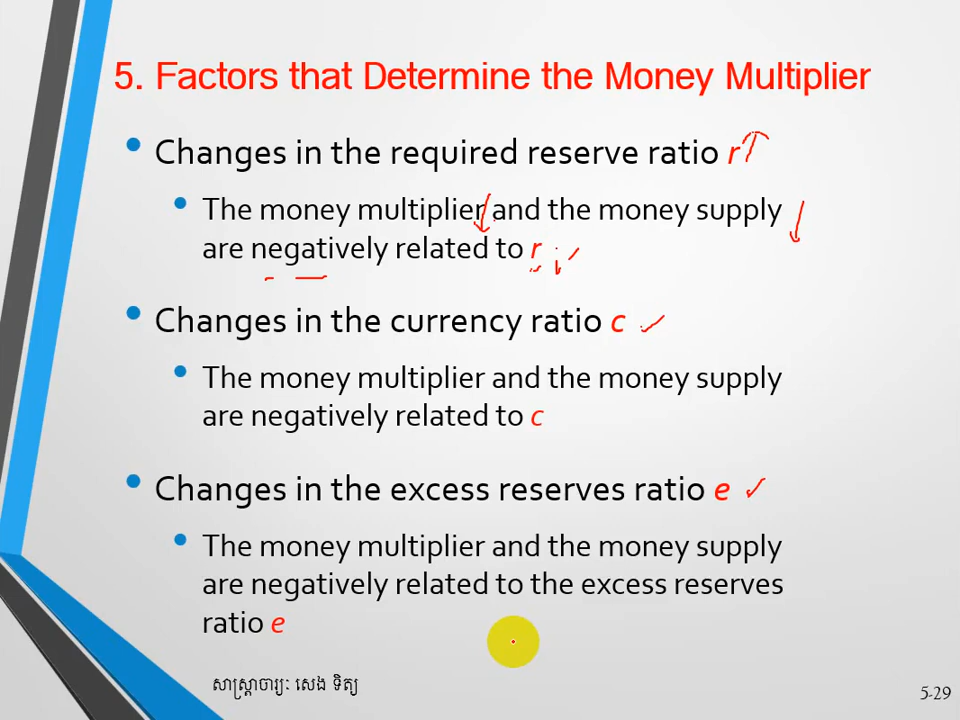 5. Factors that Determine the Money Multiplier
• Changes in the required reserve ratio r
• The money multiplier and the money supply
are negatively related to r
• Changes in the currency ratio c
• The money multiplier and the money supply
are negatively related to c
• Changes in the excess reserves ratio e
• The money multiplier and the money supply
are negatively related to the excess reserves
ratio e
សាស្ត្រាចារ្យៈ សេង ទិត្យ
5-29